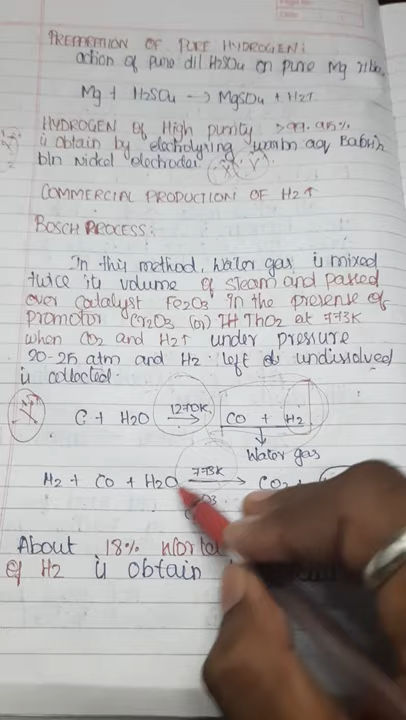 PREPARTION OF PURE HYDROGEN:
action of pure dil H2SO4 on pure Mg ribb
Mg + H2SO4 → MgSO4 + H2↑
HYDROGEN of High purity >99.95%
is obtain by electrolysing warm aq Ba(OH)2
b/n Nickel electrodes
COMMERCIAL PRODUCTION OF H2↑
BOSCH PROCESS:
In this method, water gas is mixed
twice its volume of steam and passed
over catalyst Fe2O3 in the presense of
promotor Cr2O3 (or) ThO2 at 773K
when CO2 and H2↑ under pressure
20-25 atm and H2 left undissolved
is collected.
C + H2O 1270K → CO + H2
Water gas
H2 + CO + H2O 773K → CO2 +
About 18% World
of H2 is obtain